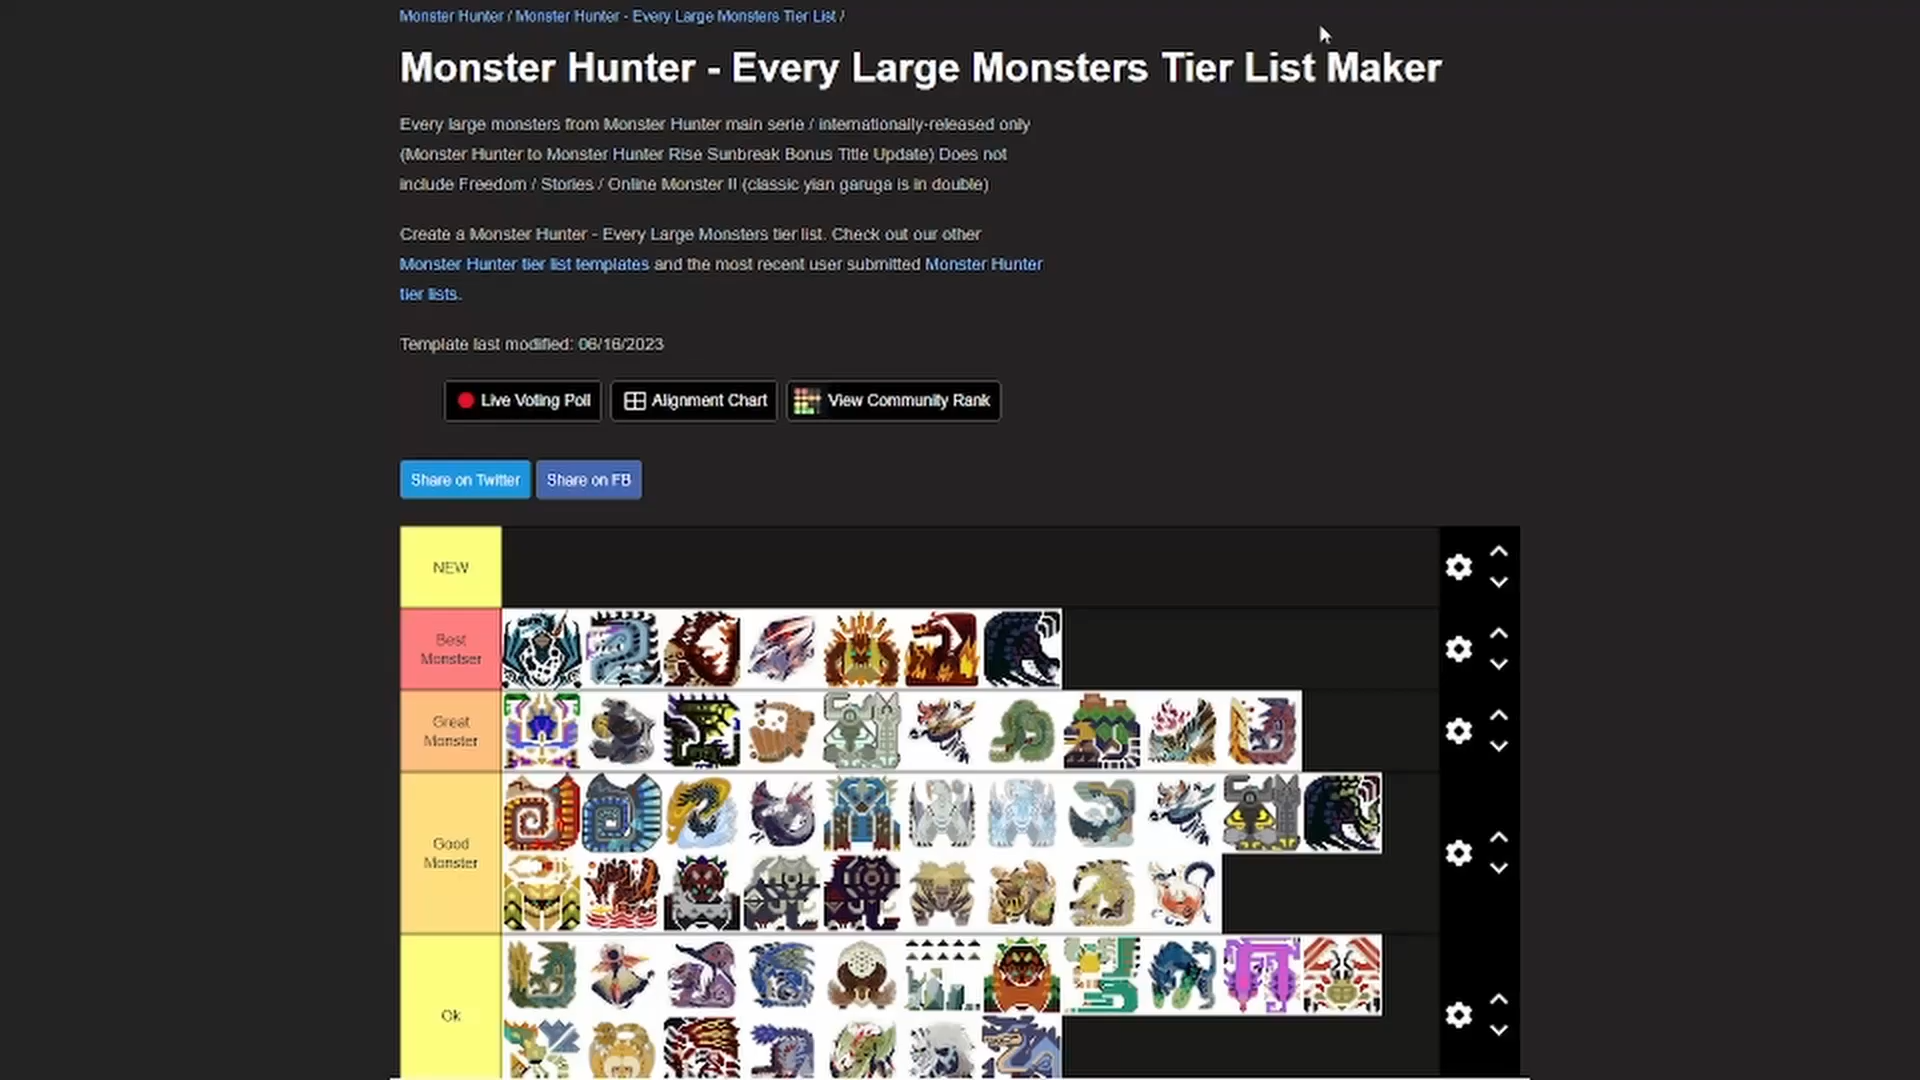 Monster Hunter / Monster Hunter - Every Large Monsters Tier List /
Monster Hunter - Every Large Monsters Tier List Maker
Every large monsters from Monster Hunter main serie / internationally-released only
(Monster Hunter to Monster Hunter Rise Sunbreak Bonus Title Update) Does not
include Freedom / Stories / Online Monster II (classic yian garuga is in double)
Create a Monster Hunter - Every Large Monsters tier list. Check out our other
Monster Hunter tier list templates and the most recent user submitted Monster Hunter
tier lists.
Template last modified: 06/16/2023
Live Voting Poll
Alignment Chart
View Community Rank
Share on Twitter
Share on FB
NEW
Best
Monstser
Great
Monster
Good
Monster
Ok